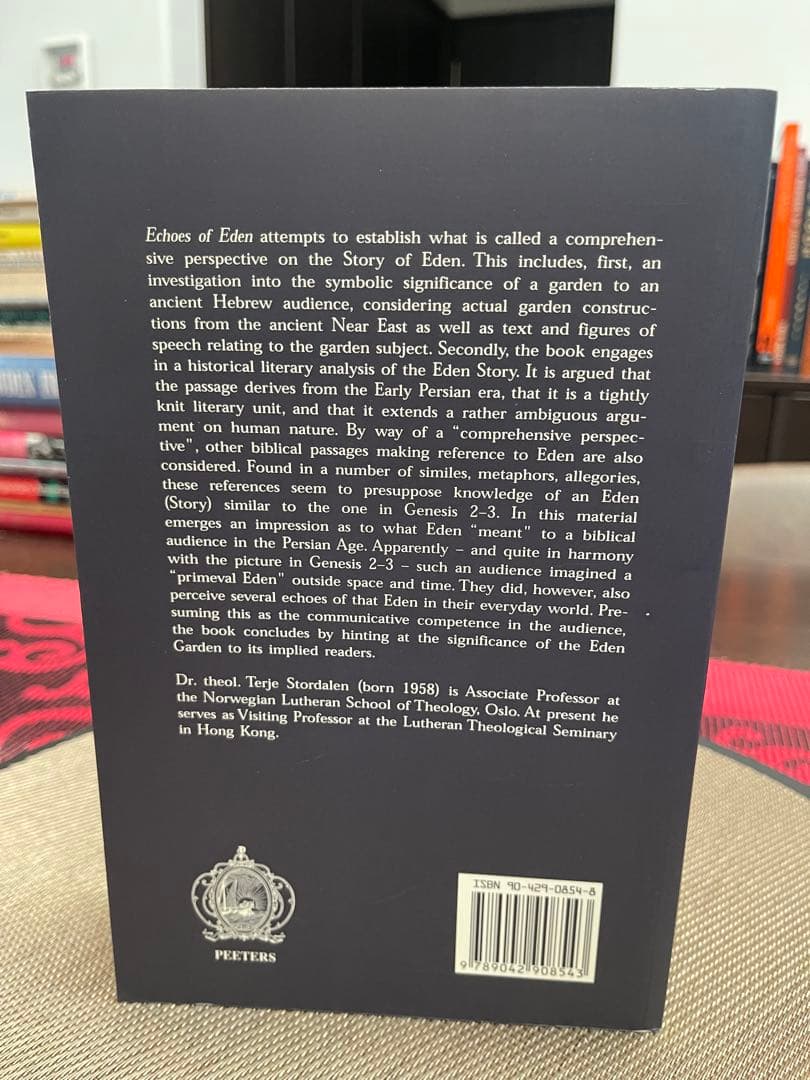 Echoes of Eden attempts to establish what is called a comprehen-
sive perspective on the Story of Eden. This includes, first, an
investigation into the symbolic significance of a garden to an
ancient Hebrew audience, considering actual garden construc-
tions from the ancient Near East as well as text and figures of
speech relating to the garden subject. Secondly, the book engages
in a historical literary analysis of the Eden Story. It is argued that
the passage derives from the Early Persian era, that it is a tightly
knit literary unit, and that it extends a rather ambiguous argu-
ment on human nature. By way of a “comprehensive perspec-
tive”, other biblical passages making reference to Eden are also
considered. Found in a number of similes, metaphors, allegories,
these references seem to presuppose knowledge of an Eden
(Story) similar to the one in Genesis 2–3. In this material
emerges an impression as to what Eden “meant” to a biblical
audience in the Persian Age. Apparently – and quite in harmony
with the picture in Genesis 2–3 – such an audience imagined a
“primeval Eden” outside space and time. They did, however, also
perceive several echoes of that Eden in their everyday world. Pre-
suming this as the communicative competence in the audience,
the book concludes by hinting at the significance of the Eden
Garden to its implied readers.
Dr. theol. Terje Stordalen (born 1958) is Associate Professor at
the Norwegian Lutheran School of Theology, Oslo. At present he
serves as Visiting Professor at the Lutheran Theological Seminary
in Hong Kong.
PEETERS
ISBN 90-429-0854-8
9 789042 908543